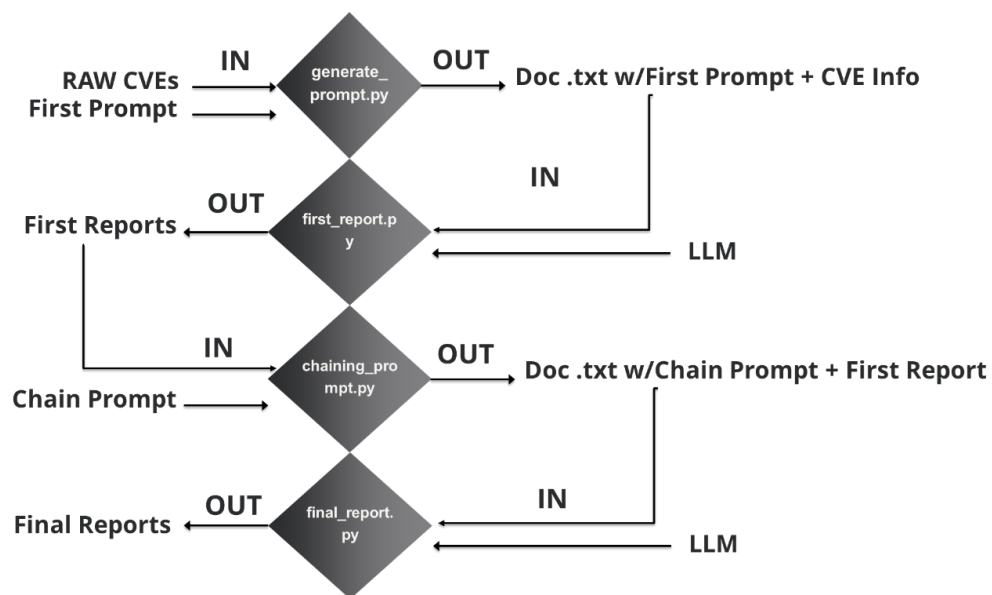 IN
OUT
generate_
prompt.py
RAW CVEs
First Prompt
Doc .txt w/First Prompt + CVE Info
IN
OUT
first_report.p
y
First Reports
LLM
IN
OUT
chaining_pro
mpt.py
Doc .txt w/Chain Prompt + First Report
Chain Prompt
IN
OUT
final_report.
py
Final Reports
LLM